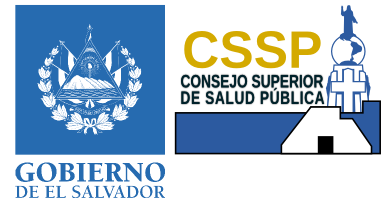 GOBIERNO
DE EL SALVADOR
CSSP
CONSEJO SUPERIOR
DE SALUD PÚBLICA